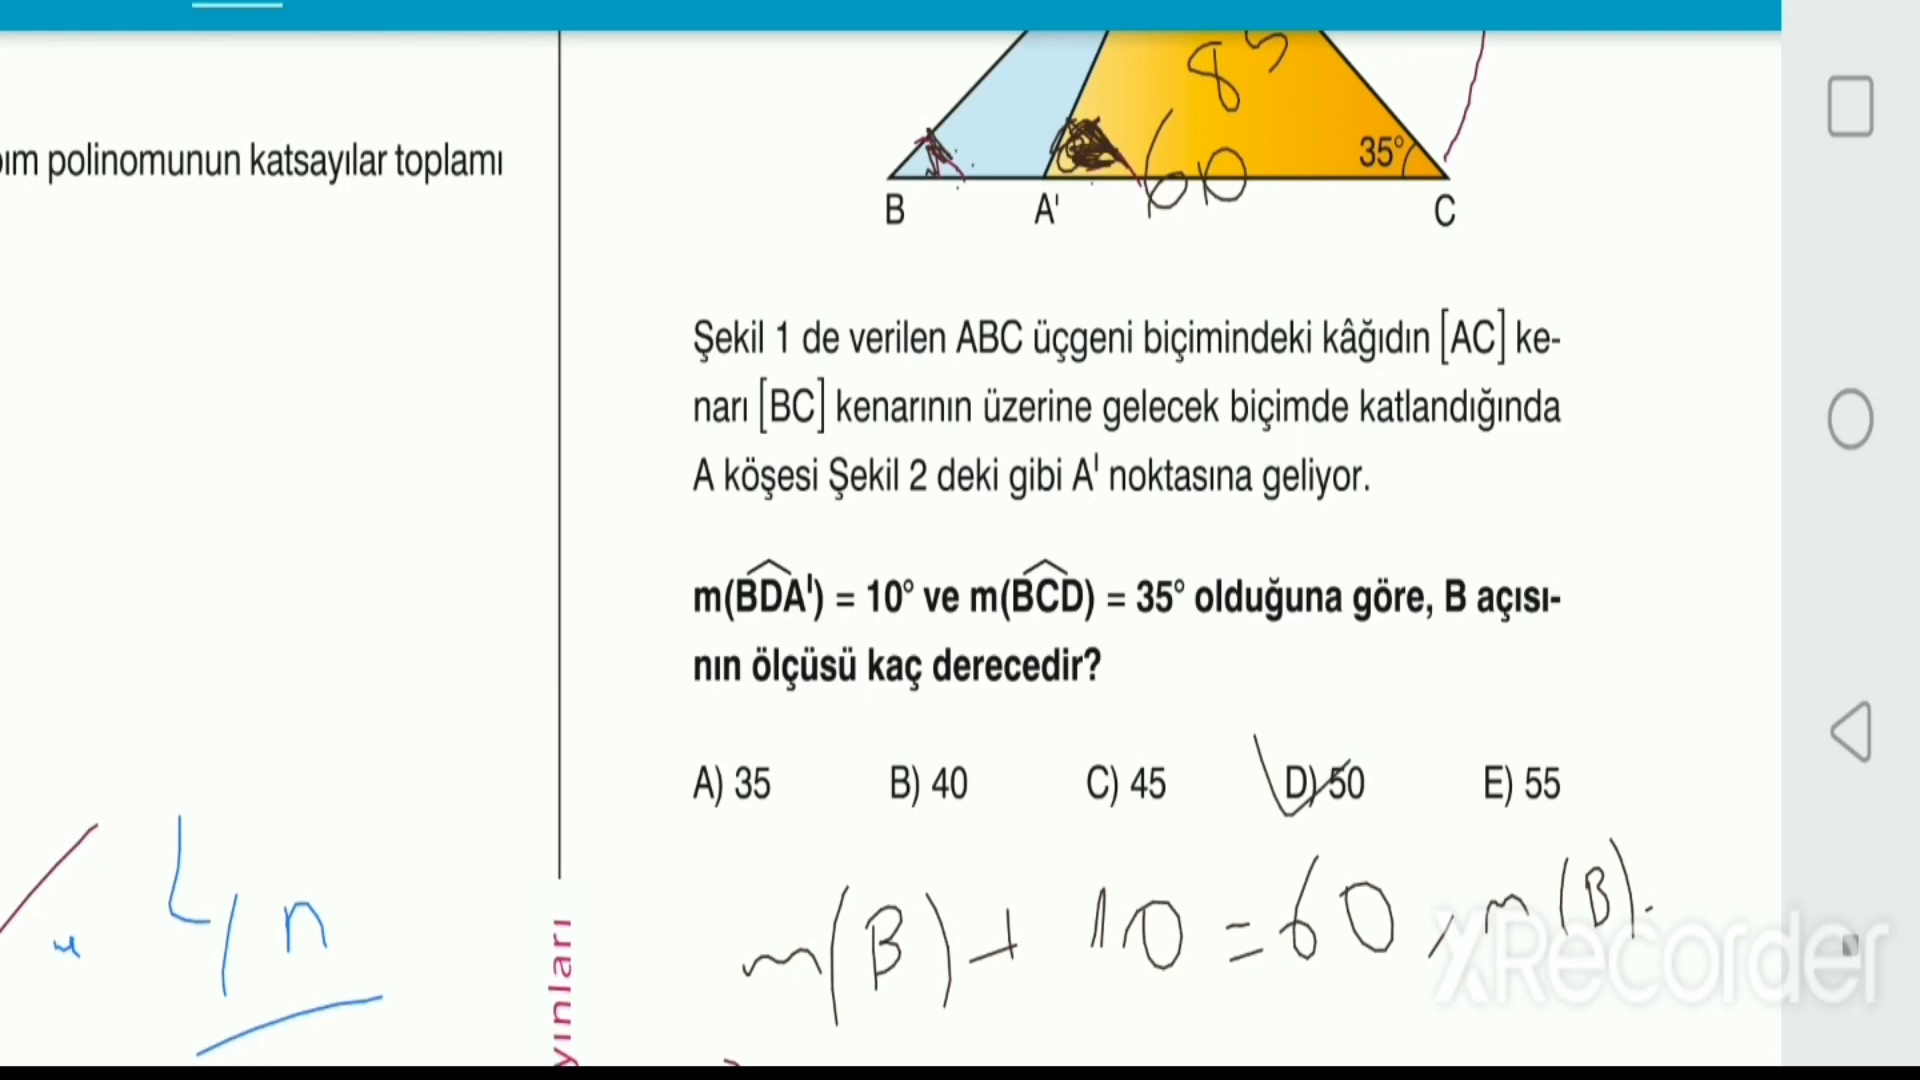 85
ım polinomunun katsayılar toplamı
35°
60
B A' C
Şekil 1 de verilen ABC üçgeni biçimindeki kâğıdın [AC] ke-
narı [BC] kenarının üzerine gelecek biçimde katlandığında
A köşesi Şekil 2 deki gibi A' noktasına geliyor.
m(BDA') = 10° ve m(BCD) = 35° olduğuna göre, B açısı-
nın ölçüsü kaç derecedir?
A) 35 B) 40 C) 45 D) 50 E) 55
m(B) + 10 = 60, m(B)
yınları
XRecorder